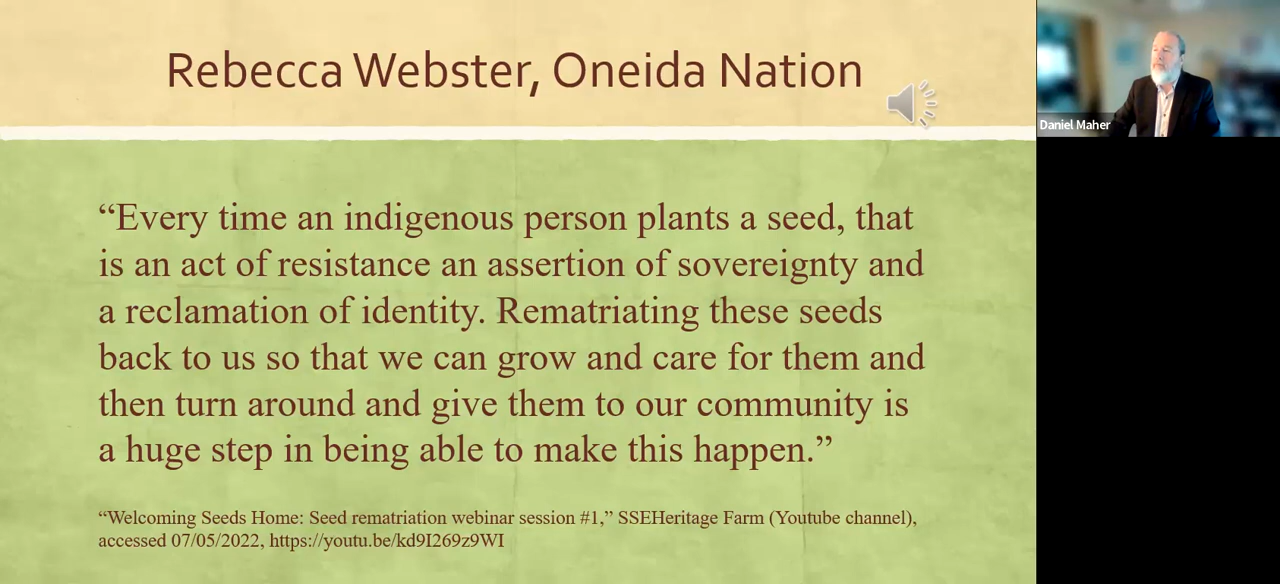 Rebecca Webster, Oneida Nation
Daniel Maher
“Every time an indigenous person plants a seed, that
is an act of resistance an assertion of sovereignty and
a reclamation of identity. Rematriating these seeds
back to us so that we can grow and care for them and
then turn around and give them to our community is
a huge step in being able to make this happen.”
“Welcoming Seeds Home: Seed rematriation webinar session #1,” SSEHeritage Farm (Youtube channel),
accessed 07/05/2022, https://youtu.be/kd9I269z9WI